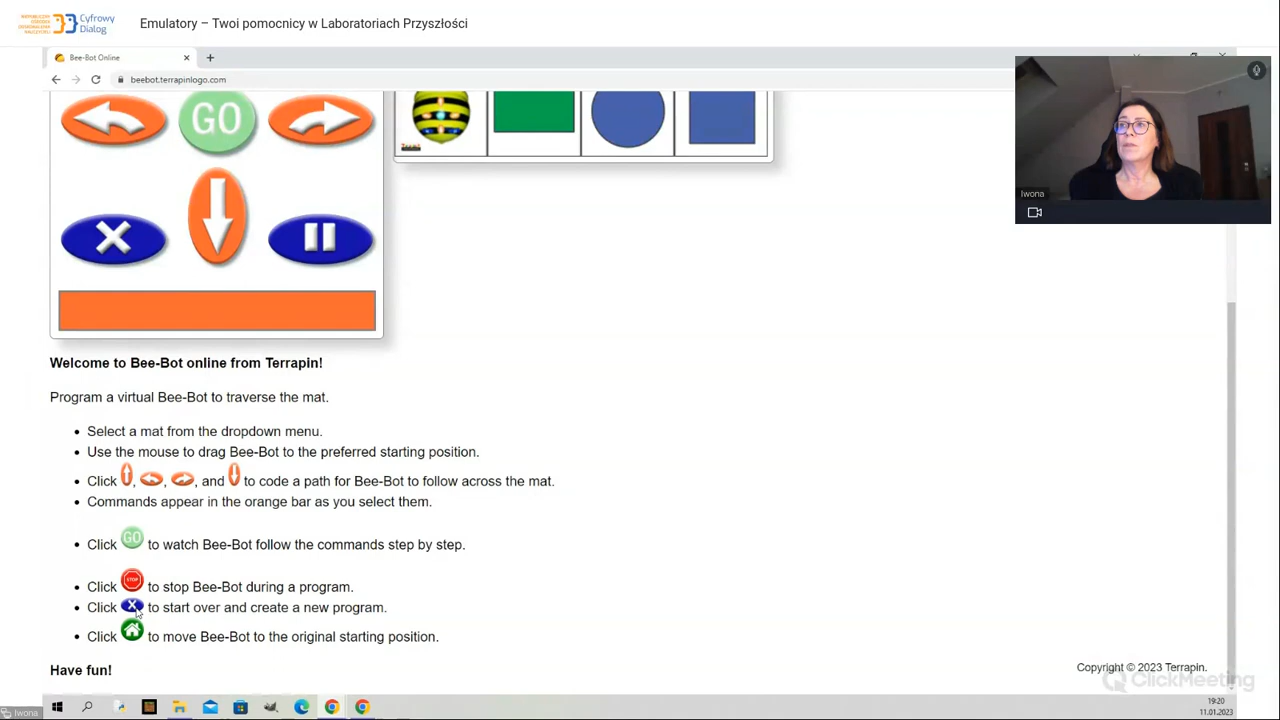 Cyfrowy
Dialog
Emulatory – Twoi pomocnicy w Laboratoriach Przyszłości
Bee-Bot Online
beebot.terrapinlogo.com
GO
Iwona
Welcome to Bee-Bot online from Terrapin!
Program a virtual Bee-Bot to traverse the mat.
• Select a mat from the dropdown menu.
• Use the mouse to drag Bee-Bot to the preferred starting position.
• Click , , , and to code a path for Bee-Bot to follow across the mat.
• Commands appear in the orange bar as you select them.
• Click GO to watch Bee-Bot follow the commands step by step.
• Click STOP to stop Bee-Bot during a program.
• Click X to start over and create a new program.
• Click to move Bee-Bot to the original starting position.
Have fun!
Copyright © 2023 Terrapin.
ClickMeeting
Iwona
19:20
11.01.2023